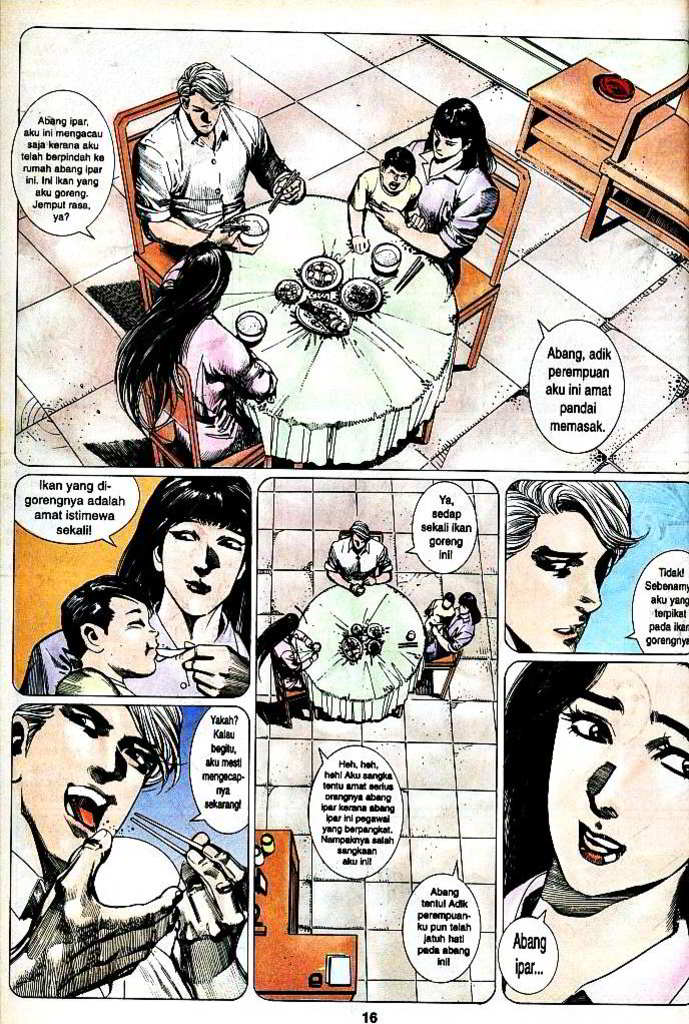 Abang ipar,
aku ini mengacau
saja kerana aku
telah berpindah ke
rumah abang ipar
ini. Ini ikan yang
aku goreng.
Jemput rasa,
ya?
Abang, adik
perempuan
aku ini amat
pandai
memasak.
Ikan yang di-
gorengnya adalah
amat istimewa
sekali!
Ya,
sedap
sekali ikan
goreng
ini!
Tidak!
Sebenarny
aku yang
terpikat
pada ikan
gorengnya.
Yakah?
Kalau
begitu,
aku mesti
mengecap-
nya
sekarang!
Heh, heh,
heh! Aku sangka
tentu amat serius
orangnya abang
ipar kerana abang
ipar ini pegawai
yang berpangkat.
Nampaknya salah
sangkaan
aku ini!
Abang
tentu! Adik
perempuan-
ku pun telah
jatuh hati
pada abang
ini!
Abang
ipar...
16